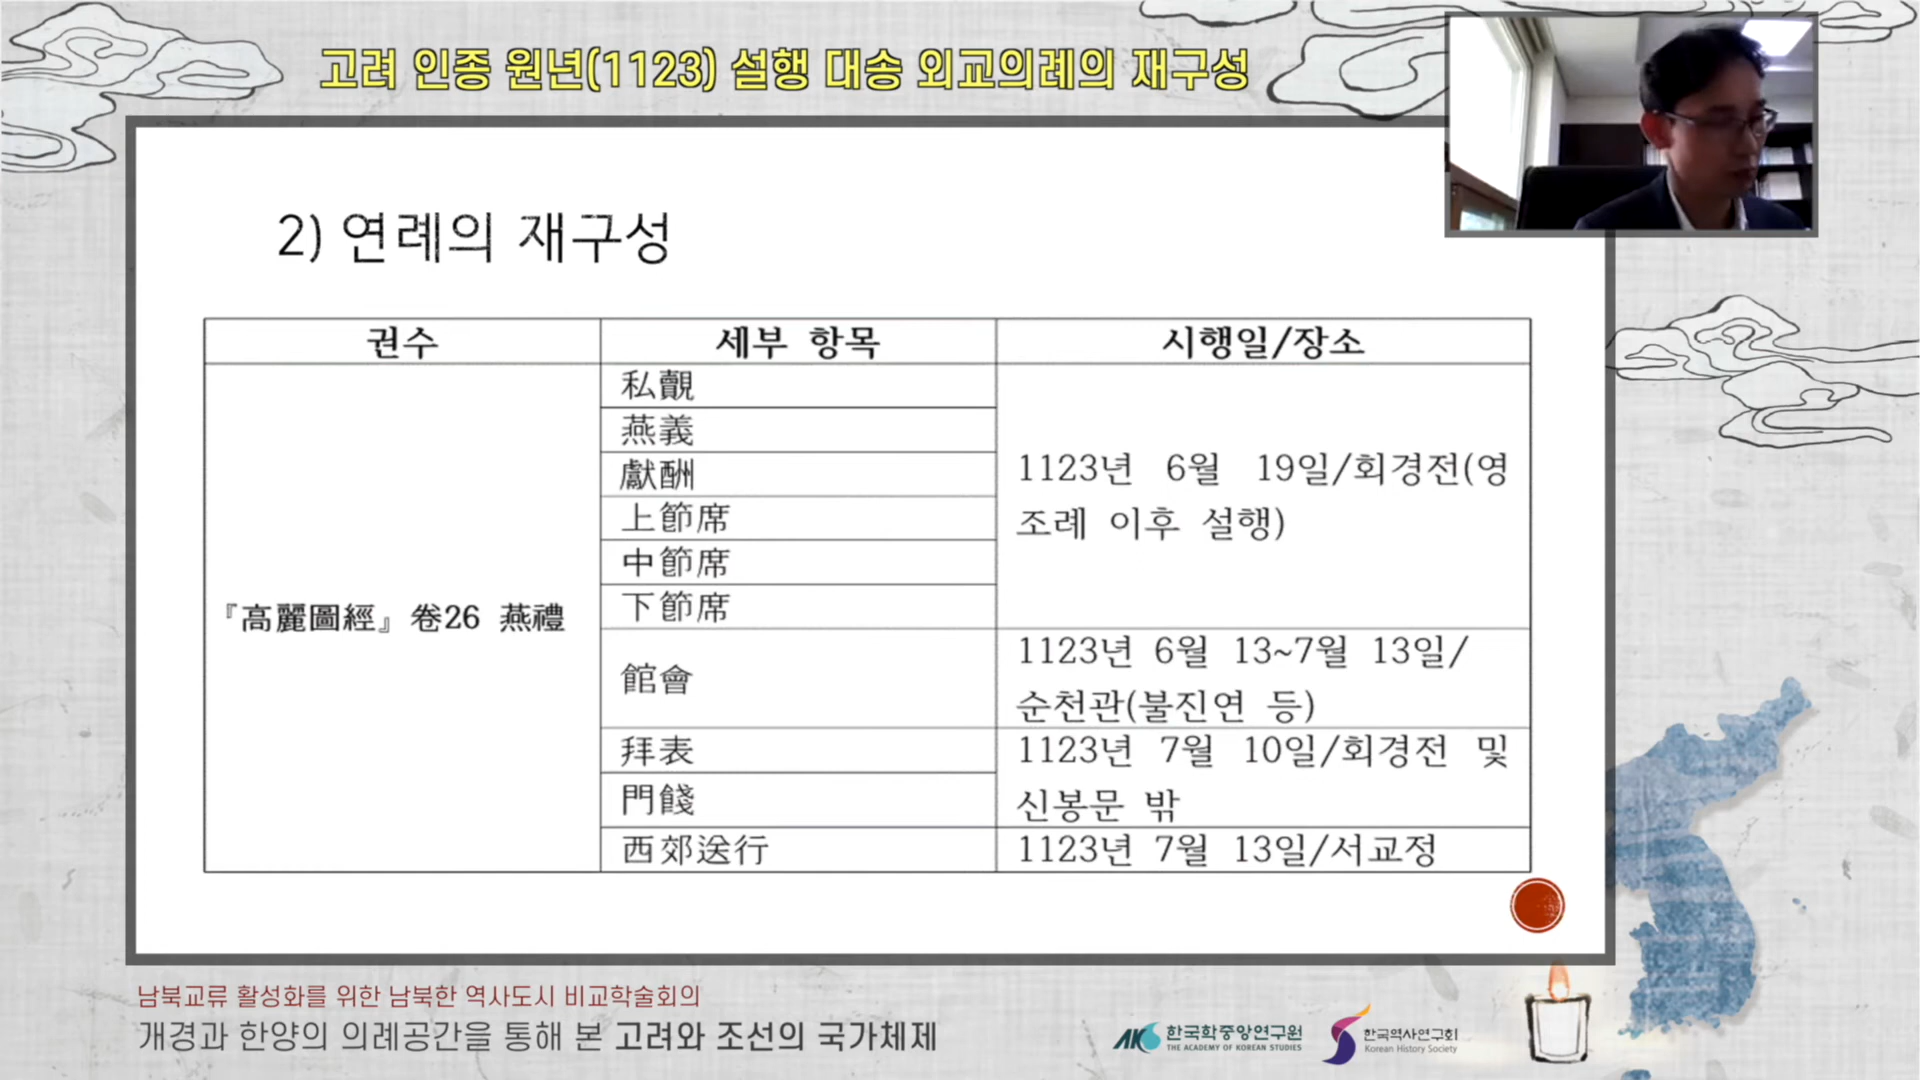 고려 인종 원년(1123) 설행 대송 외교의례의 재구성
2) 연례의 재구성
권수
세부 항목
시행일/장소
『高麗圖經』卷26 燕禮
私覿
燕義
獻酬
上節席
中節席
下節席
1123년 6월 19일/회경전(영
조례 이후 설행)
館會
1123년 6월 13~7월 13일/
순천관(불진연 등)
拜表
門餞
1123년 7월 10일/회경전 및
신봉문 밖
西郊送行
1123년 7월 13일/서교정
남북교류 활성화를 위한 남북한 역사도시 비교학술회의
개경과 한양의 의례공간을 통해 본 고려와 조선의 국가체제
AKS 한국학중앙연구원
THE ACADEMY OF KOREAN STUDIES
한국역사연구회
Korean History Society